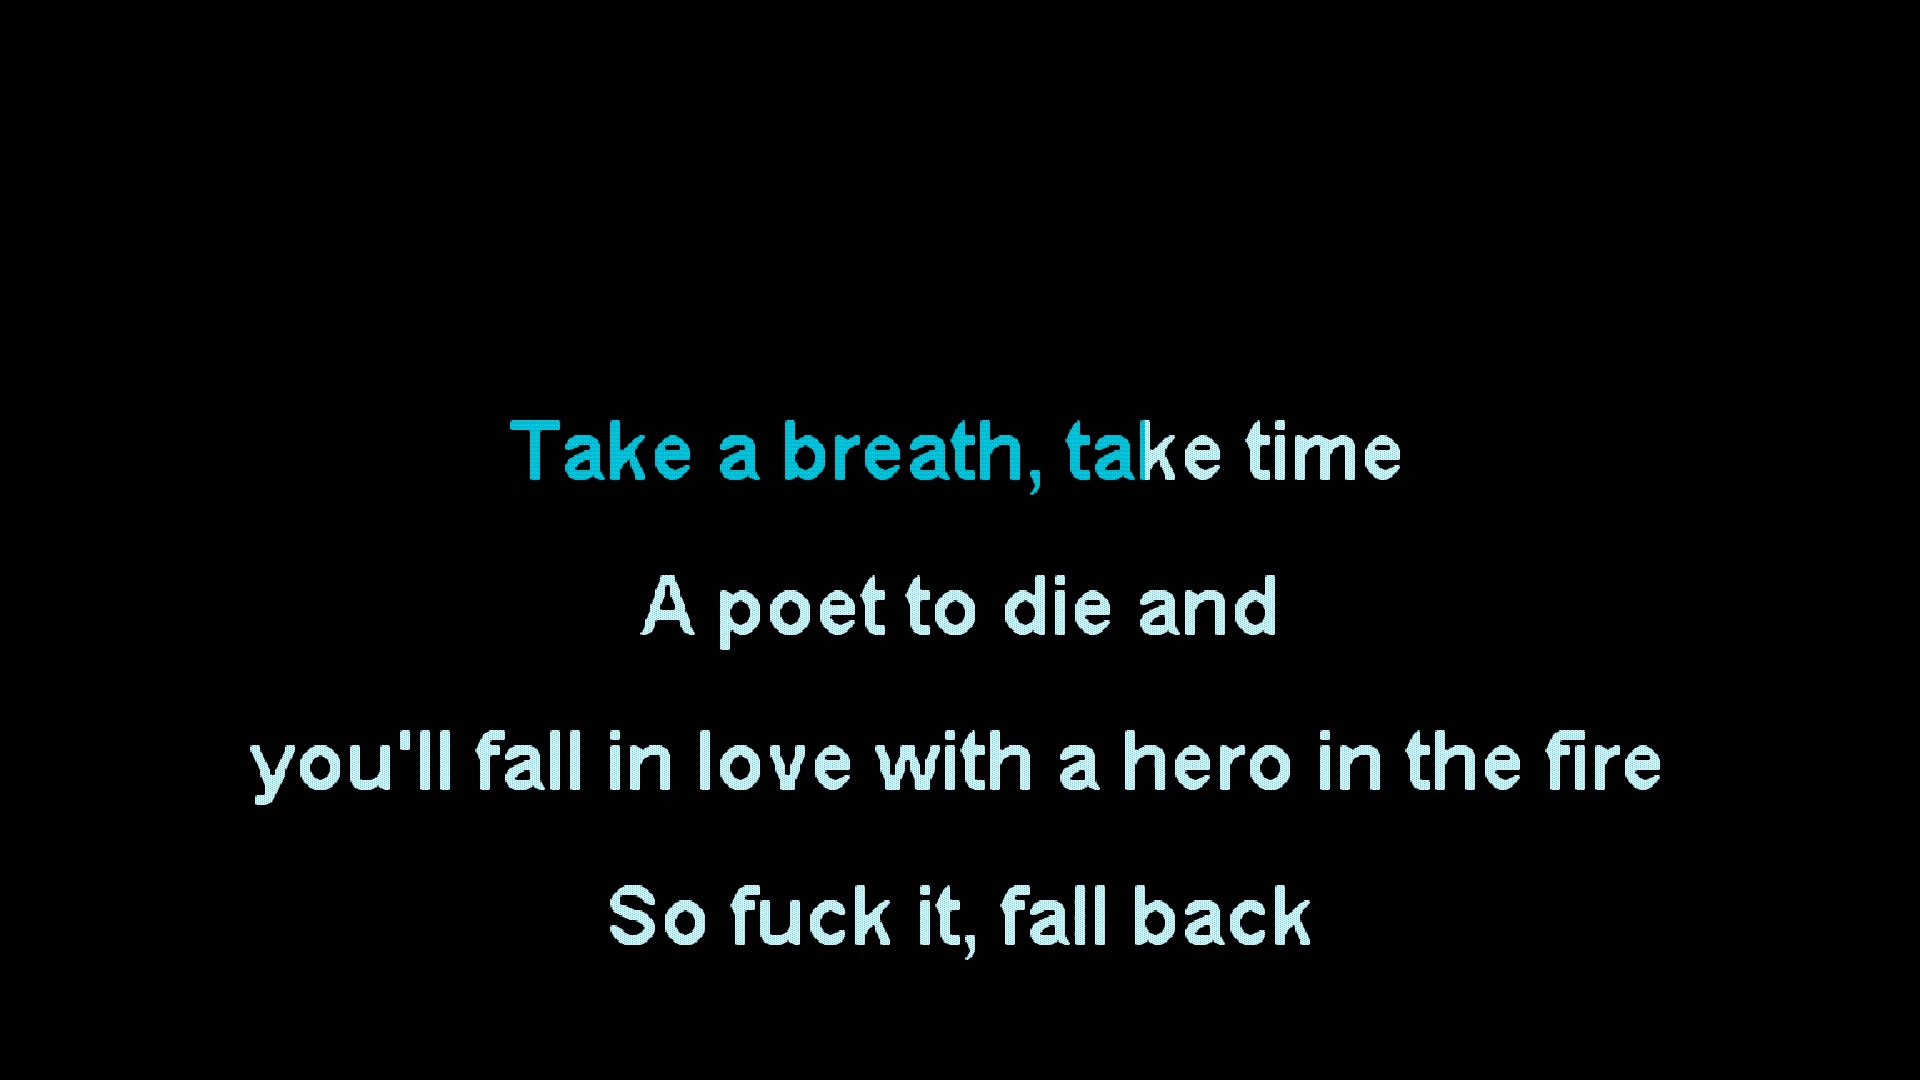 Take a breath, take time
A poet to die and
you'll fall in love with a hero in the fire
So fuck it, fall back